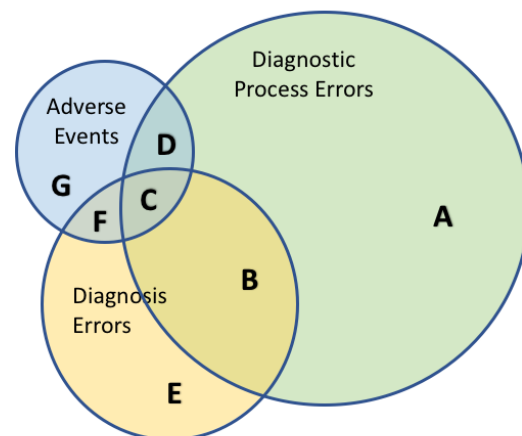 Diagnostic
Process Errors
Adverse
Events
D
G
C
F
A
B
Diagnosis
Errors
E